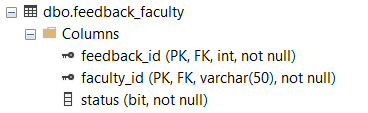 dbo.feedback_faculty
Columns
feedback_id (PK, FK, int, not null)
faculty_id (PK, FK, varchar(50), not null)
status (bit, not null)